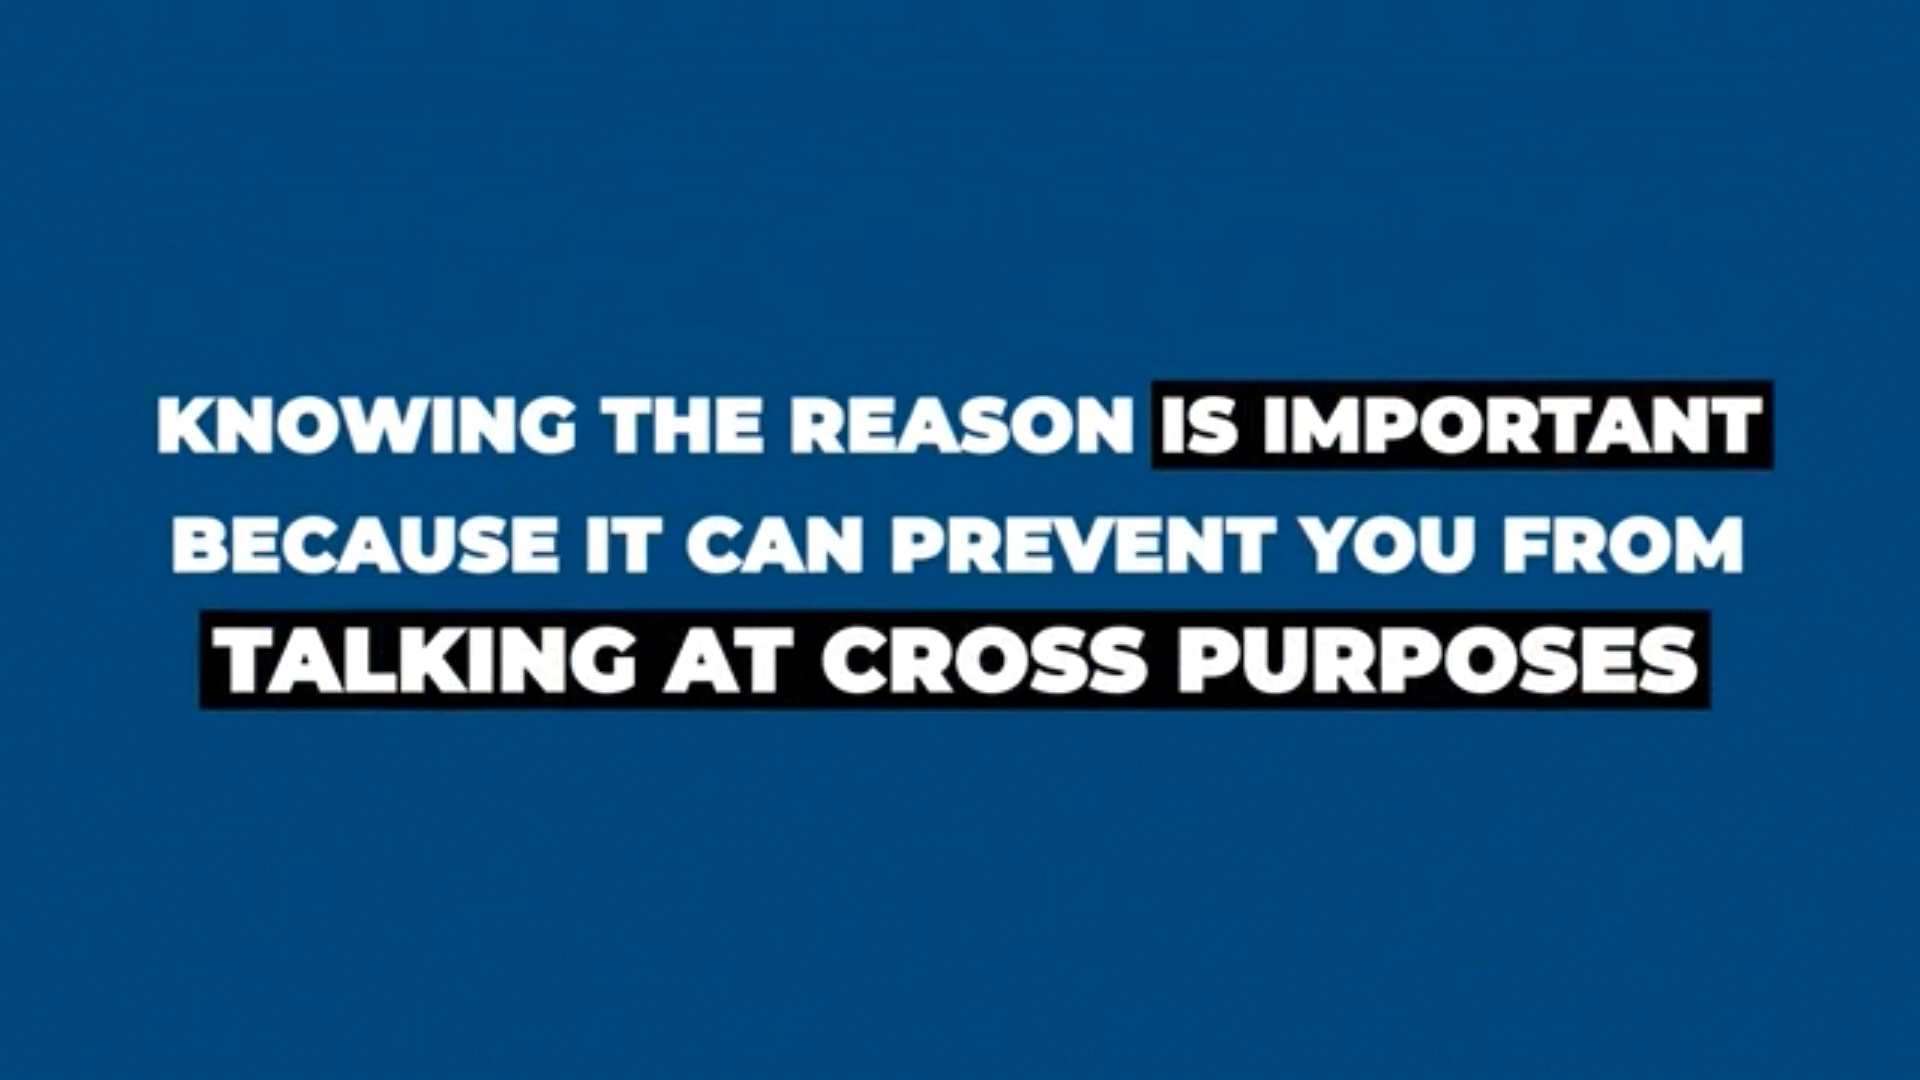 KNOWING THE REASON IS IMPORTANT
BECAUSE IT CAN PREVENT YOU FROM
TALKING AT CROSS PURPOSES